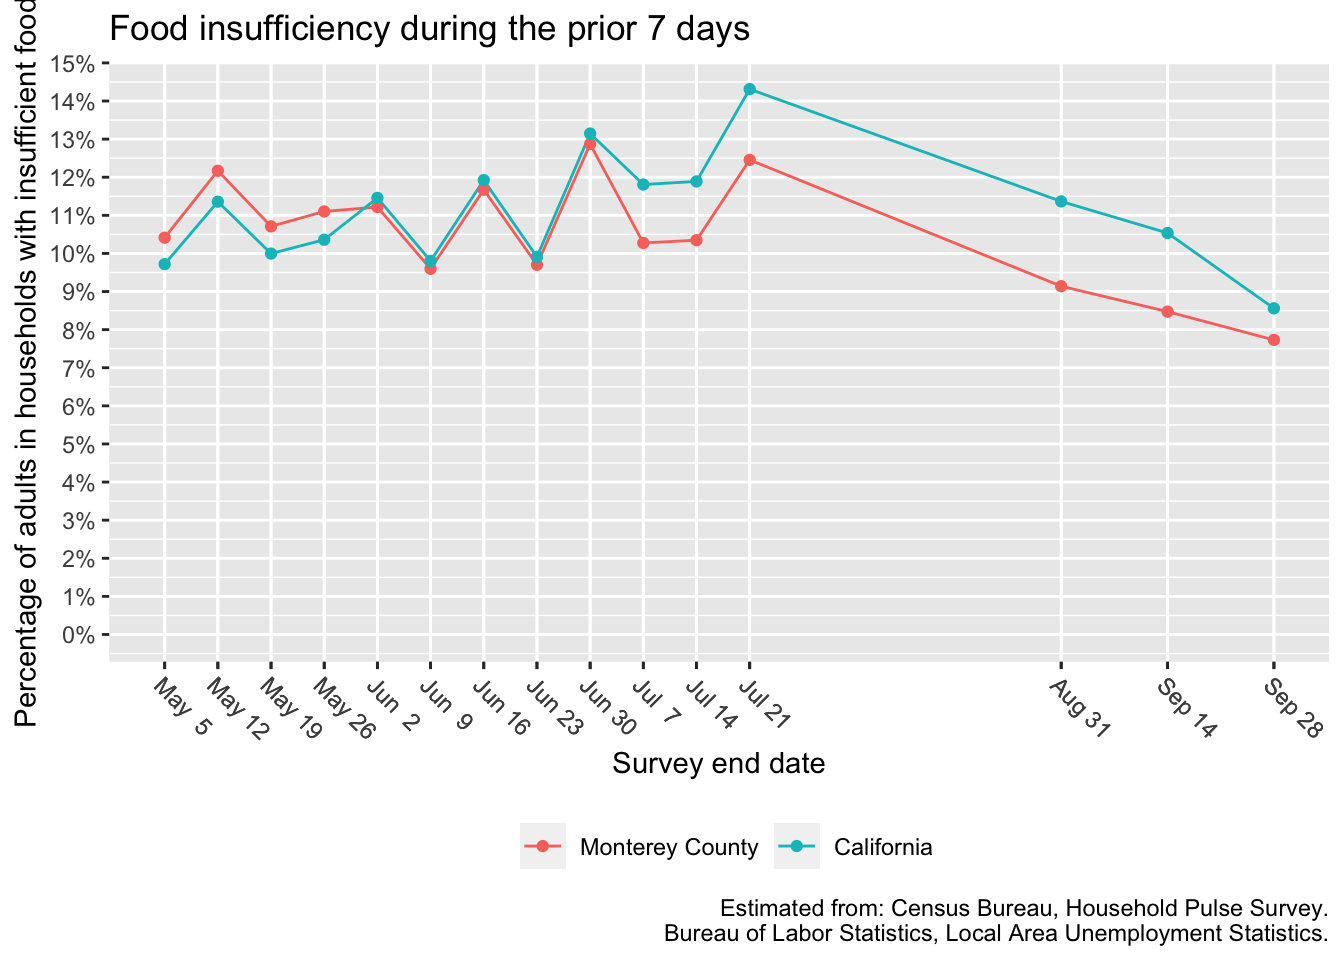 Food insufficiency during the prior 7 days
Percentage of adults in households with insufficient food
15%
14%
13%
12%
11%
10%
9%
8%
7%
6%
5%
4%
3%
2%
1%
0%
May 5
May 12
May 19
May 26
Jun 2
Jun 9
Jun 16
Jun 23
Jun 30
Jul 7
Jul 14
Jul 21
Aug 31
Sep 14
Sep 28
Survey end date
Monterey County
California
Estimated from: Census Bureau, Household Pulse Survey.
Bureau of Labor Statistics, Local Area Unemployment Statistics.